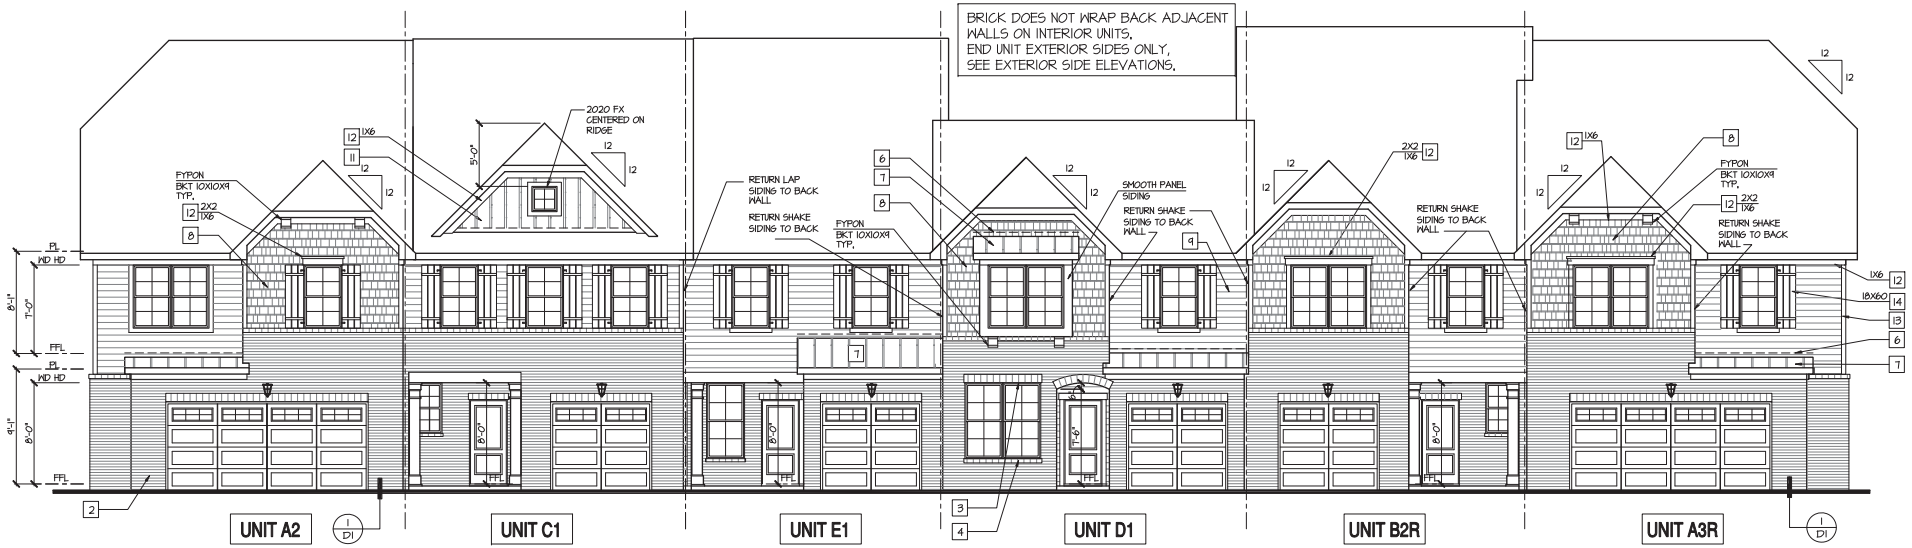 BRICK DOES NOT WRAP BACK ADJACENT
WALLS ON INTERIOR UNITS,
END UNIT EXTERIOR SIDES ONLY,
SEE EXTERIOR SIDE ELEVATIONS.
12
12
2020 FX
CENTERED ON
RIDGE
12 1X6
11
5'-0"
12
12
FYPON
BKT 10X10X9
TYP.
12 2X2
1X6
8
12
12
RETURN LAP
SIDING TO BACK
WALL
RETURN SHAKE
SIDING TO BACK
6
7
8
FYPON
BKT 10X10X9
TYP.
12
12
SMOOTH PANEL
SIDING
RETURN SHAKE
SIDING TO BACK
WALL
9
12
12
2X2
1X6 12
RETURN SHAKE
SIDING TO BACK
WALL
12
12
12 1X6
8
FYPON
BKT 10X10X9
TYP.
12 2X2
1X6
RETURN SHAKE
SIDING TO BACK
WALL
1X6
12
18X60 14
13
6
7
PL
WD HD
8'-1"
7'-0"
FFL
PL
WD HD
9'-1"
8'-0"
FFL
7
8'-0"
FFL
8'-0"
FFL
7'-6"
FFL
8'-0"
FFL
2
3
4
UNIT A2
1
D1
UNIT C1
UNIT E1
UNIT D1
UNIT B2R
UNIT A3R
1
D1